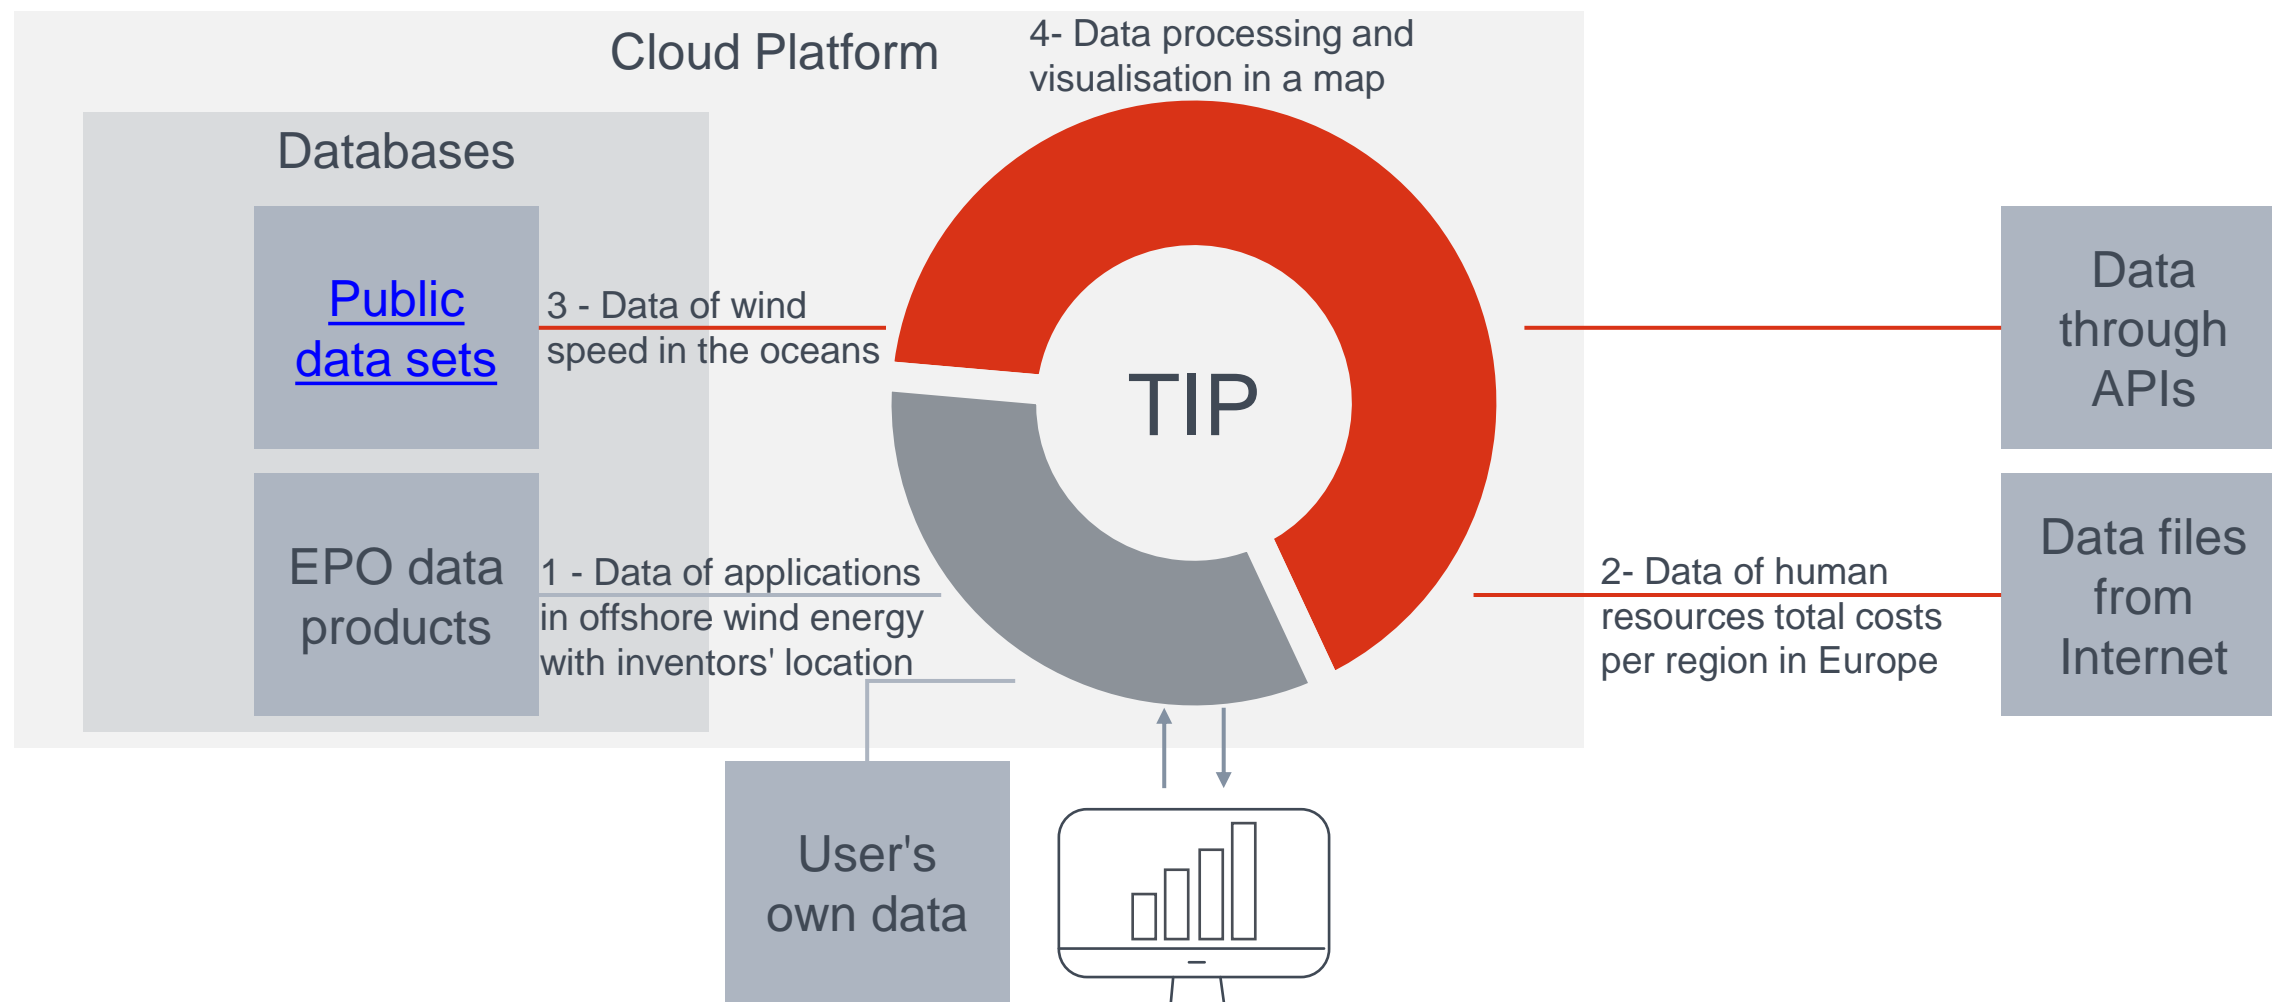 Cloud Platform
4- Data processing and
visualisation in a map
Databases
Public
data sets
3 - Data of wind
speed in the oceans
TIP
Data
through
APIs
EPO data
products
1 - Data of applications
in offshore wind energy
with inventors' location
2- Data of human
resources total costs
per region in Europe
Data files
from
Internet
User's
own data